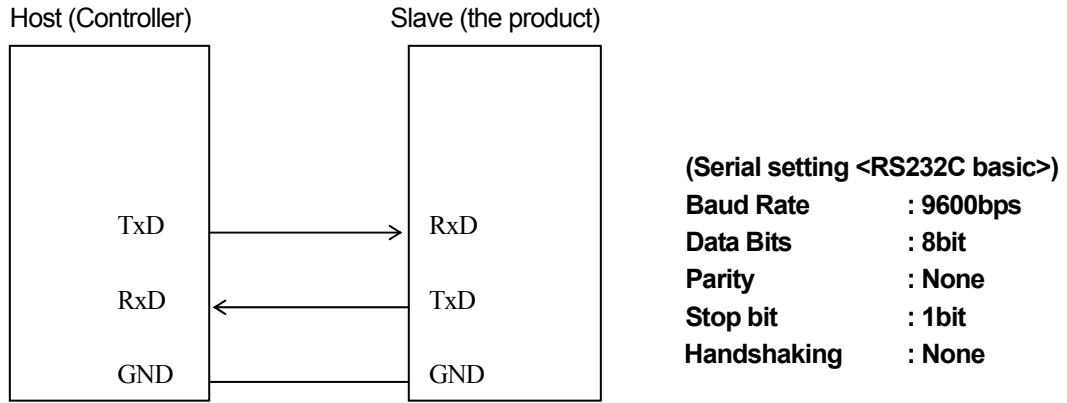 Host (Controller) Slave (the product)
TxD RxD
RxD TxD
GND GND
(Serial setting <RS232C basic>)
Baud Rate : 9600bps
Data Bits : 8bit
Parity : None
Stop bit : 1bit
Handshaking : None